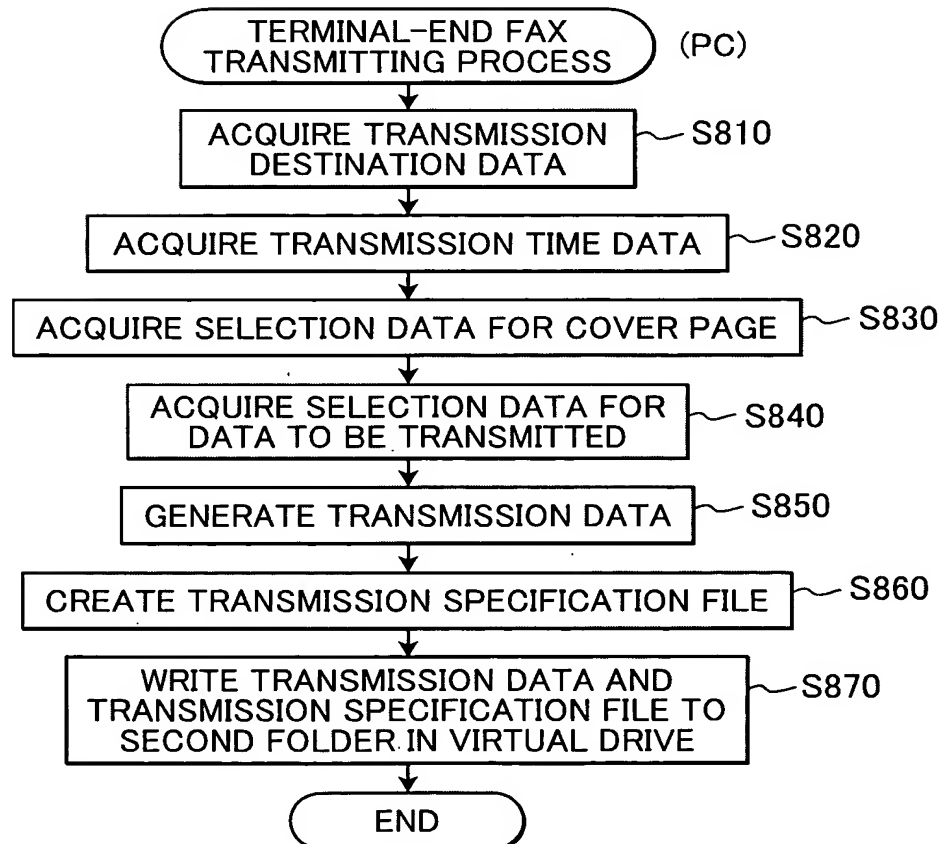 TERMINAL-END FAX
TRANSMITTING PROCESS
(PC)
ACQUIRE TRANSMISSION
DESTINATION DATA
S810
ACQUIRE TRANSMISSION TIME DATA
S820
ACQUIRE SELECTION DATA FOR COVER PAGE
S830
ACQUIRE SELECTION DATA FOR
DATA TO BE TRANSMITTED
S840
GENERATE TRANSMISSION DATA
S850
CREATE TRANSMISSION SPECIFICATION FILE
S860
WRITE TRANSMISSION DATA AND
TRANSMISSION SPECIFICATION FILE TO
SECOND FOLDER IN VIRTUAL DRIVE
S870
END